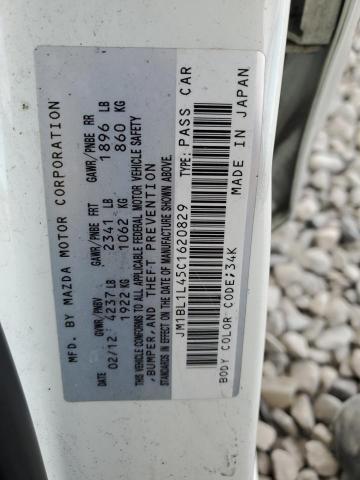 MFD. BY MAZDA MOTOR CORPORATION
GVWR/PNBV GAWR/PNBE FRT GAWR/PNBE RR
02/12 4237LB 2341 LB 1896 LB
1922 KG 1062 KG 860 KG
THIS VEHICLE CONFORMS TO ALL APPLICABLE FEDERAL MOTOR VEHICLE SAFETY
,BUMPER,AND THEFT PREVENTION
STANDARDS IN EFFECT ON THE DATE OF MANUFACTURE SHOWN ABOVE.
JM1BL1L45C1620829 TYPE: PASS CAR
MADE IN JAPAN
BODY COLOR CODE:34K